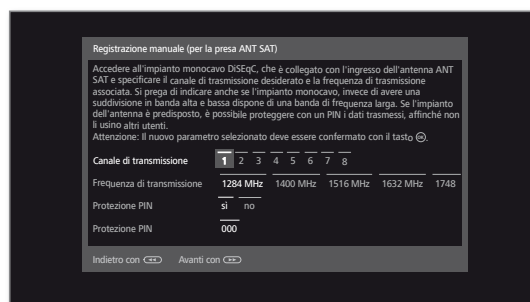 Registrazione manuale (per la presa ANT SAT)
Accedere all'impianto monocavo DiSEqC, che è collegato con l'ingresso dell'antenna ANT
SAT e specificare il canale di trasmissione desiderato e la frequenza di trasmissione
associata. Si prega di indicare anche se l'impianto monocavo, invece di avere una
suddivisione in banda alta e bassa dispone di una banda di frequenza larga. Se l'impianto
dell'antenna è predisposto, è possibile proteggere con un PIN i dati trasmessi, affinché non
li usino altri utenti.
Attenzione: Il nuovo parametro selezionato deve essere confermato con il tasto OK.
Canale di trasmissione 1 2 3 4 5 6 7 8
Frequenza di trasmissione 1284 MHz 1400 MHz 1516 MHz 1632 MHz 1748
Protezione PIN sì no
Protezione PIN 000
Indietro con Avanti con